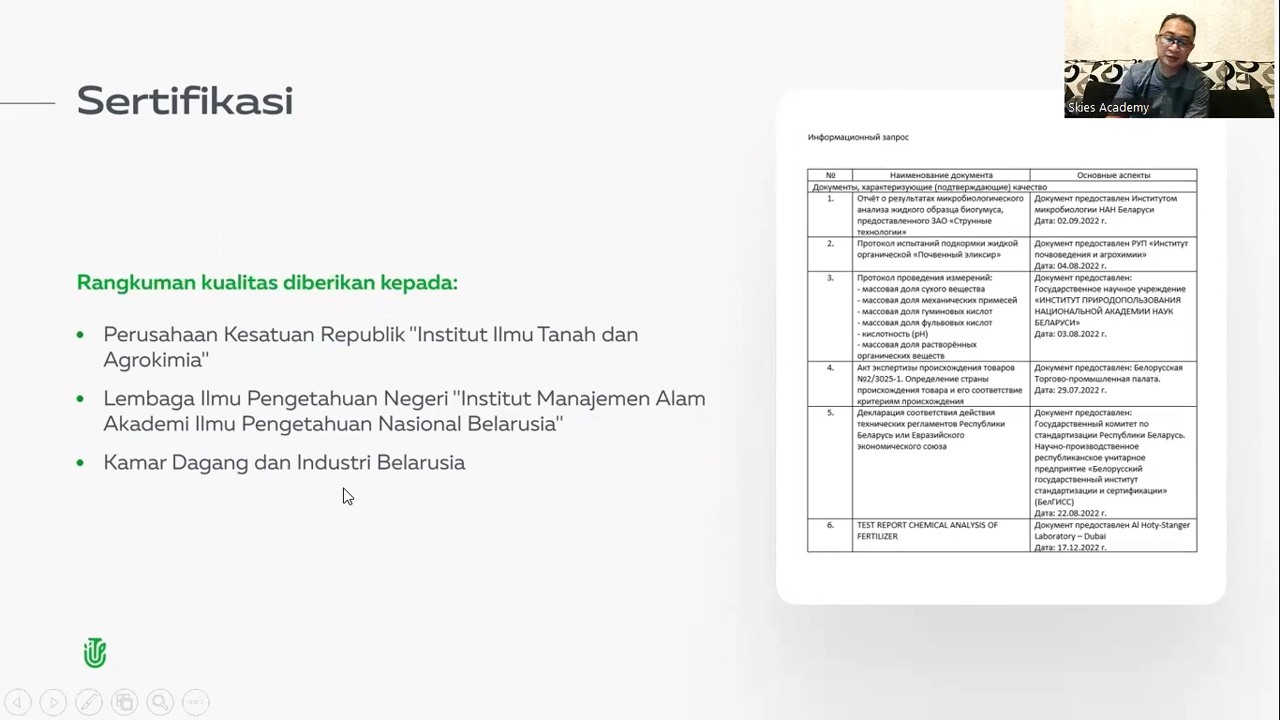 Sertifikasi
Skies Academy
Rangkuman kualitas diberikan kepada:
Perusahaan Kesatuan Republik "Institut Ilmu Tanah dan
Agrokimia"
Lembaga Ilmu Pengetahuan Negeri "Institut Manajemen Alam
Akademi Ilmu Pengetahuan Nasional Belarusia"
Kamar Dagang dan Industri Belarusia
Информационный запрос
№ Наименование документа Основные аспекты
Документы, характеризующие (подтверждающие) качество
1. Отчёт о результатах микробиологического
анализа жидкого образца биогумуса,
предоставленного ЗАО «Струнные
технологии»
Документ предоставлен Институтом
микробиологии НАН Беларуси
Дата: 02.09.2022 г.
2. Протокол испытаний подкормки жидкой
органической «Почвенный эликсир»
Документ предоставлен РУП «Институт
почвоведения и агрохимии»
Дата: 04.08.2022 г.
3. Протокол проведения измерений:
- массовая доля сухого вещества
- массовая доля механических примесей
- массовая доля гуминовых кислот
- массовая доля фульвовых кислот
- кислотность (pH)
- массовая доля растворённых
органических веществ
Документ предоставлен:
Государственное научное учреждение
«ИНСТИТУТ ПРИРОДОПОЛЬЗОВАНИЯ
НАЦИОНАЛЬНОЙ АКАДЕМИИ НАУК
БЕЛАРУСИ»
Дата: 03.08.2022 г.
4. Акт экспертизы происхождения товаров
№2/3025-1. Определение страны
происхождения товара и его соответствие
критериям происхождения
Документ предоставлен: Белорусская
Торгово-промышленная палата.
Дата: 29.07.2022 г.
5. Декларация соответствия действия
технических регламентов Республики
Беларусь или Евразийского
экономического союза
Документ предоставлен:
Государственный комитет по
стандартизации Республики Беларусь.
Научно-производственное
республиканское унитарное
предприятие «Белорусский
государственный институт
стандартизации и сертификации»
(БелГИСС)
Дата: 22.08.2022 г.
6. TEST REPORT CHEMICAL ANALYSIS OF
FERTILIZER
Документ предоставлен Al Hoty-Stanger
Laboratory – Dubai
Дата: 17.12.2022 г.